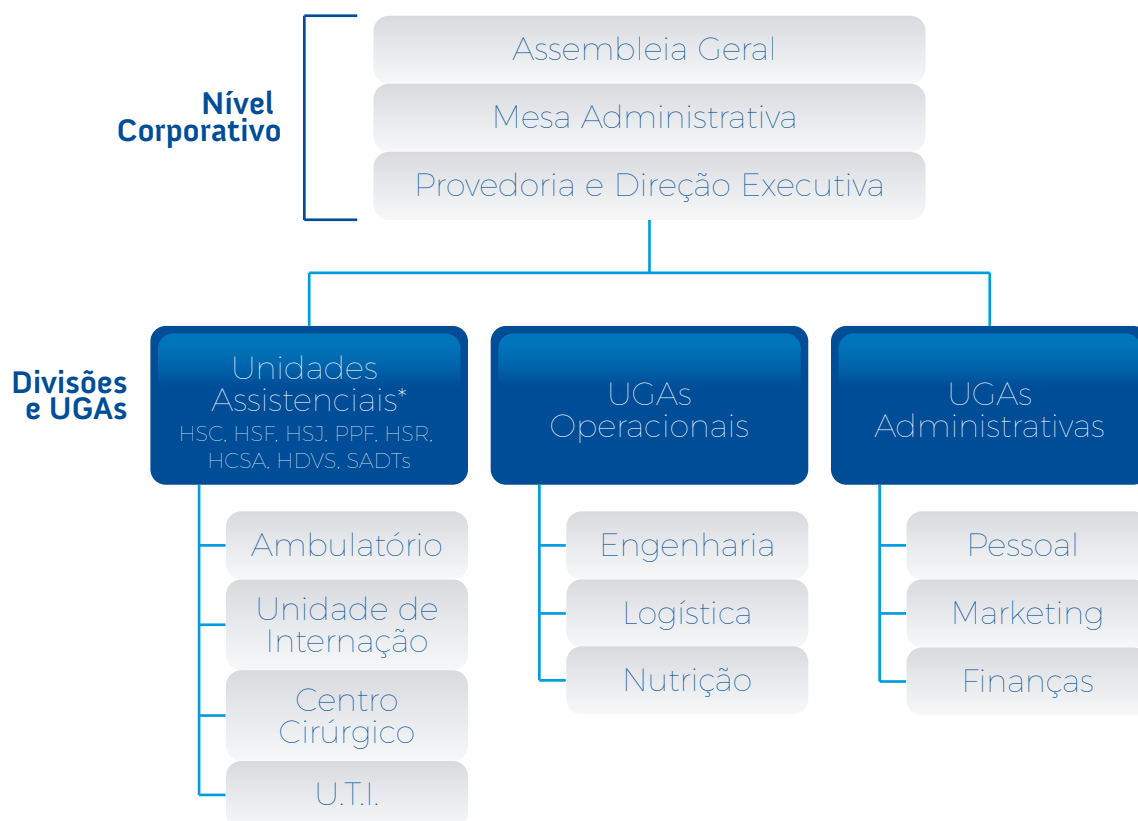 Assembleia Geral
Nível
Corporativo
Mesa Administrativa
Provedoria e Direção Executiva
Divisões
e UGAs
Unidades
Assistenciais*
HSC, HSF, HSJ, PPF, HSR,
HCSA, HDVS, SADTs
UGAs
Operacionais
UGAs
Administrativas
Ambulatório
Unidade de
Internação
Centro
Cirúrgico
U.T.I.
Engenharia
Logística
Nutrição
Pessoal
Marketing
Finanças